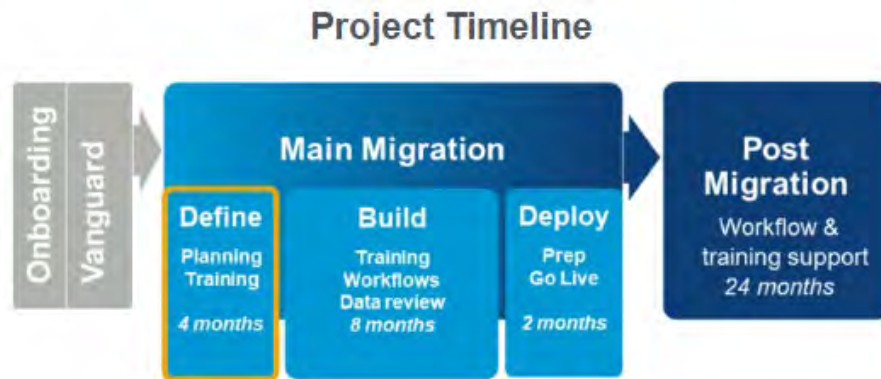 Project Timeline
Onboarding
Vanguard
Main Migration
Define
Planning
Training
4 months
Build
Training
Workflows
Data review
8 months
Deploy
Prep
Go Live
2 months
Post
Migration
Workflow &
training support
24 months